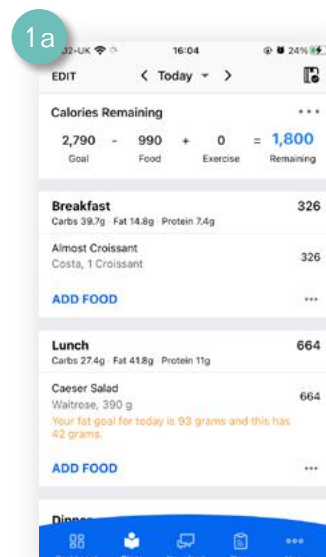 1a
02-UK 16:04 24%
EDIT < Today >
Calories Remaining ...
2,790 - 990 + 0 = 1,800
Goal Food Exercise Remaining
Breakfast 326
Carbs 39.7g · Fat 14.8g · Protein 7.4g
Almost Croissant 326
Costa, 1 Croissant
ADD FOOD ...
Lunch 664
Carbs 27.4g · Fat 41.8g · Protein 11g
Caeser Salad 664
Waitrose, 390 g
Your fat goal for today is 93 grams and this has
42 grams.
ADD FOOD ...
Dinner